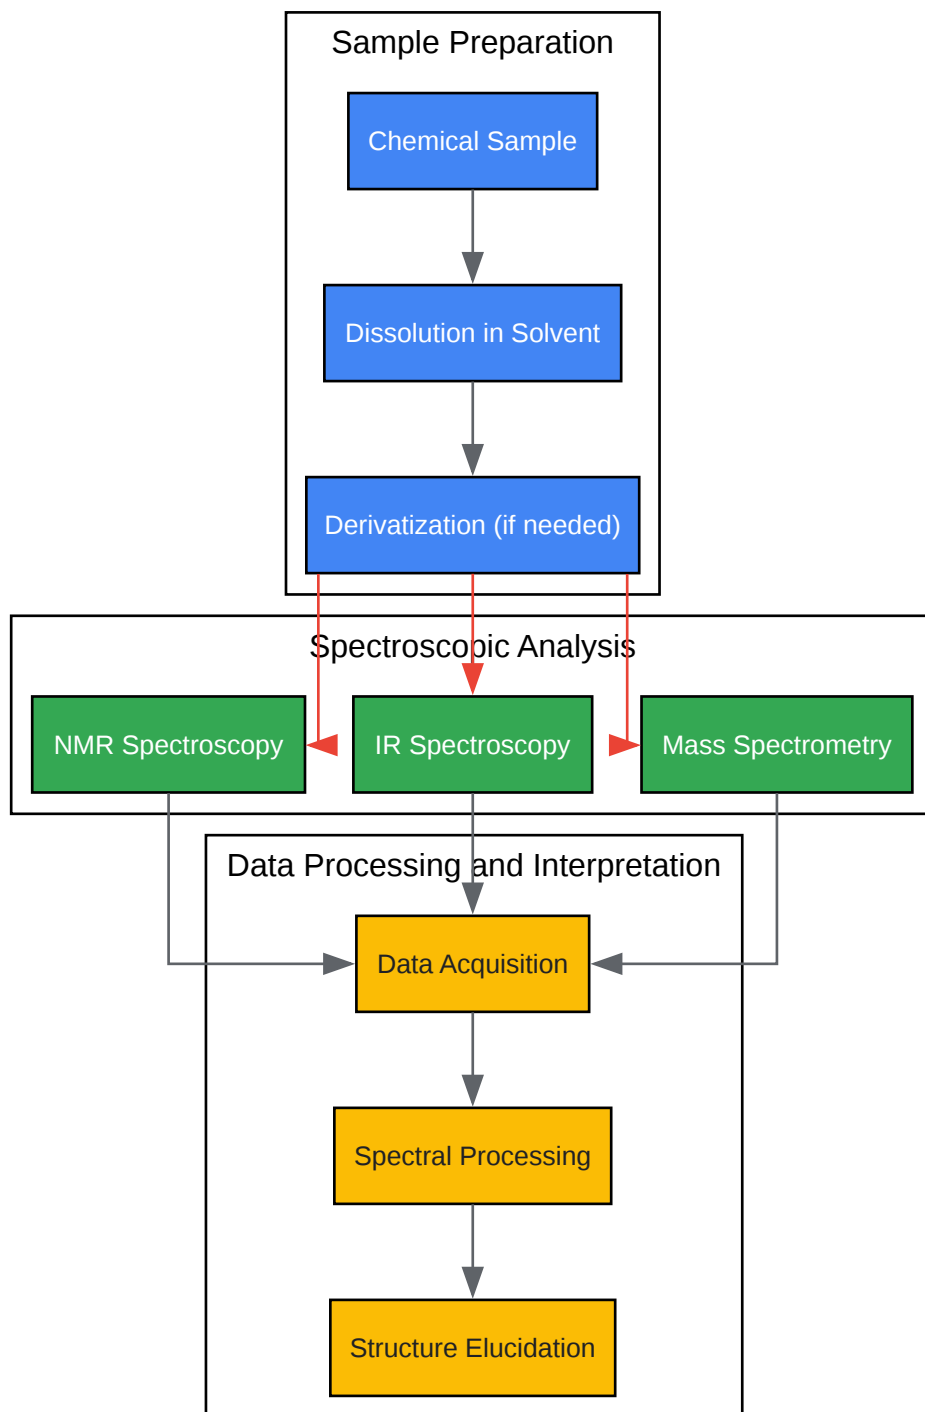 Sample Preparation
Chemical Sample
Dissolution in Solvent
Derivatization (if needed)
Spectroscopic Analysis
NMR Spectroscopy
IR Spectroscopy
Mass Spectrometry
Data Processing and Interpretation
Data Acquisition
Spectral Processing
Structure Elucidation